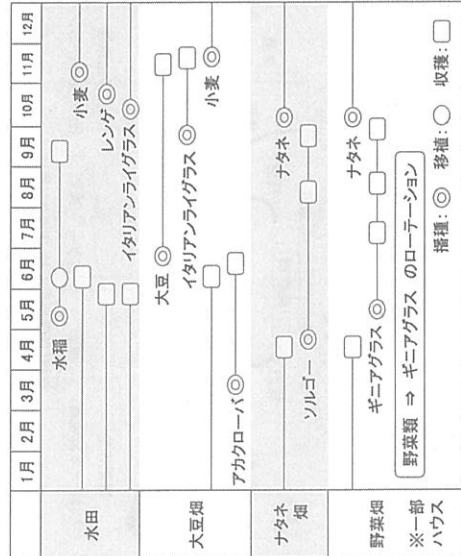 1月 2月 3月 4月 5月 6月 7月 8月 9月 10月 11月 12月
水田
水稲
小麦
レンゲ
イタリアンライグラス
大豆畑
大豆
イタリアンライグラス
小麦
アカクローバ
ナタネ
畑
ナタネ
ソルゴー
野菜畑
※一部
ハウス
ナタネ
ギニアグラス
野菜類 ⇒ ギニアグラス のローテーション
播種:◎ 移植:○ 収穫:□